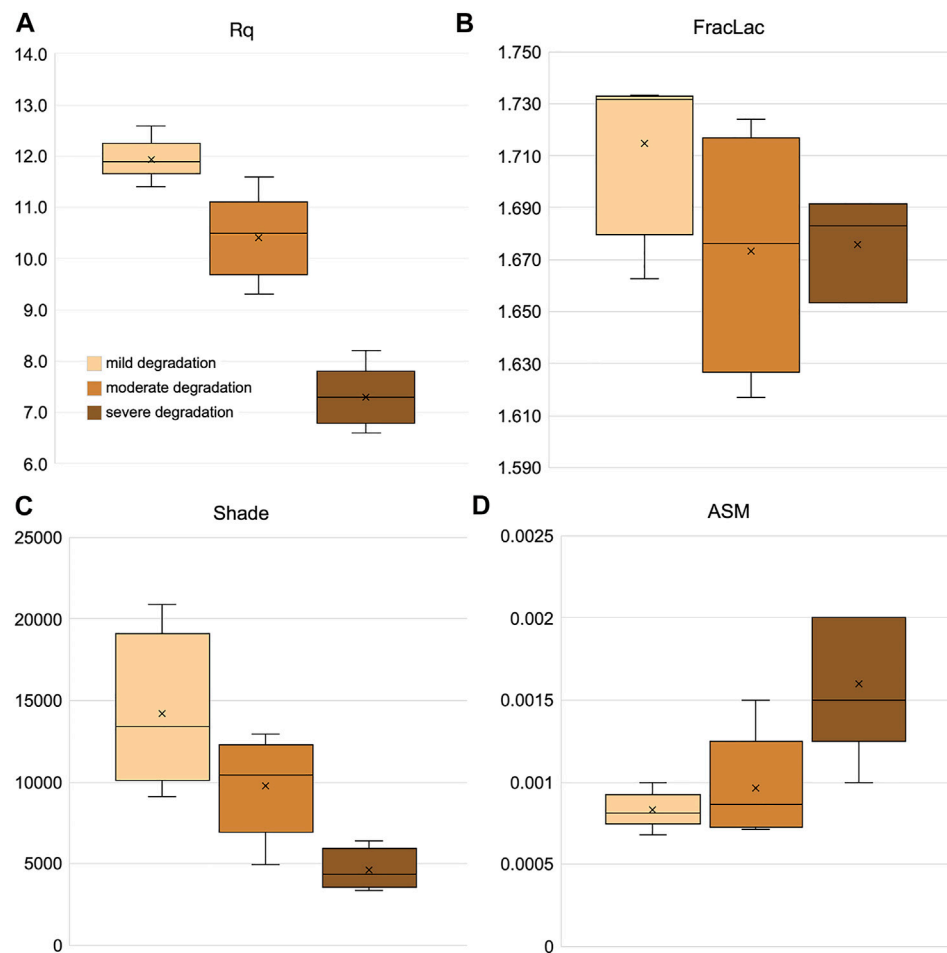 A
Rq
14.0
13.0
12.0
11.0
10.0
9.0
8.0
7.0
6.0
mild degradation
moderate degradation
severe degradation
B
FracLac
1.750
1.730
1.710
1.690
1.670
1.630
1.630
1.610
1.590
C
Shade
25000
20000
15000
10000
5000
0
D
ASM
0.0025
0.002
0.0015
0.001
0.0005
0